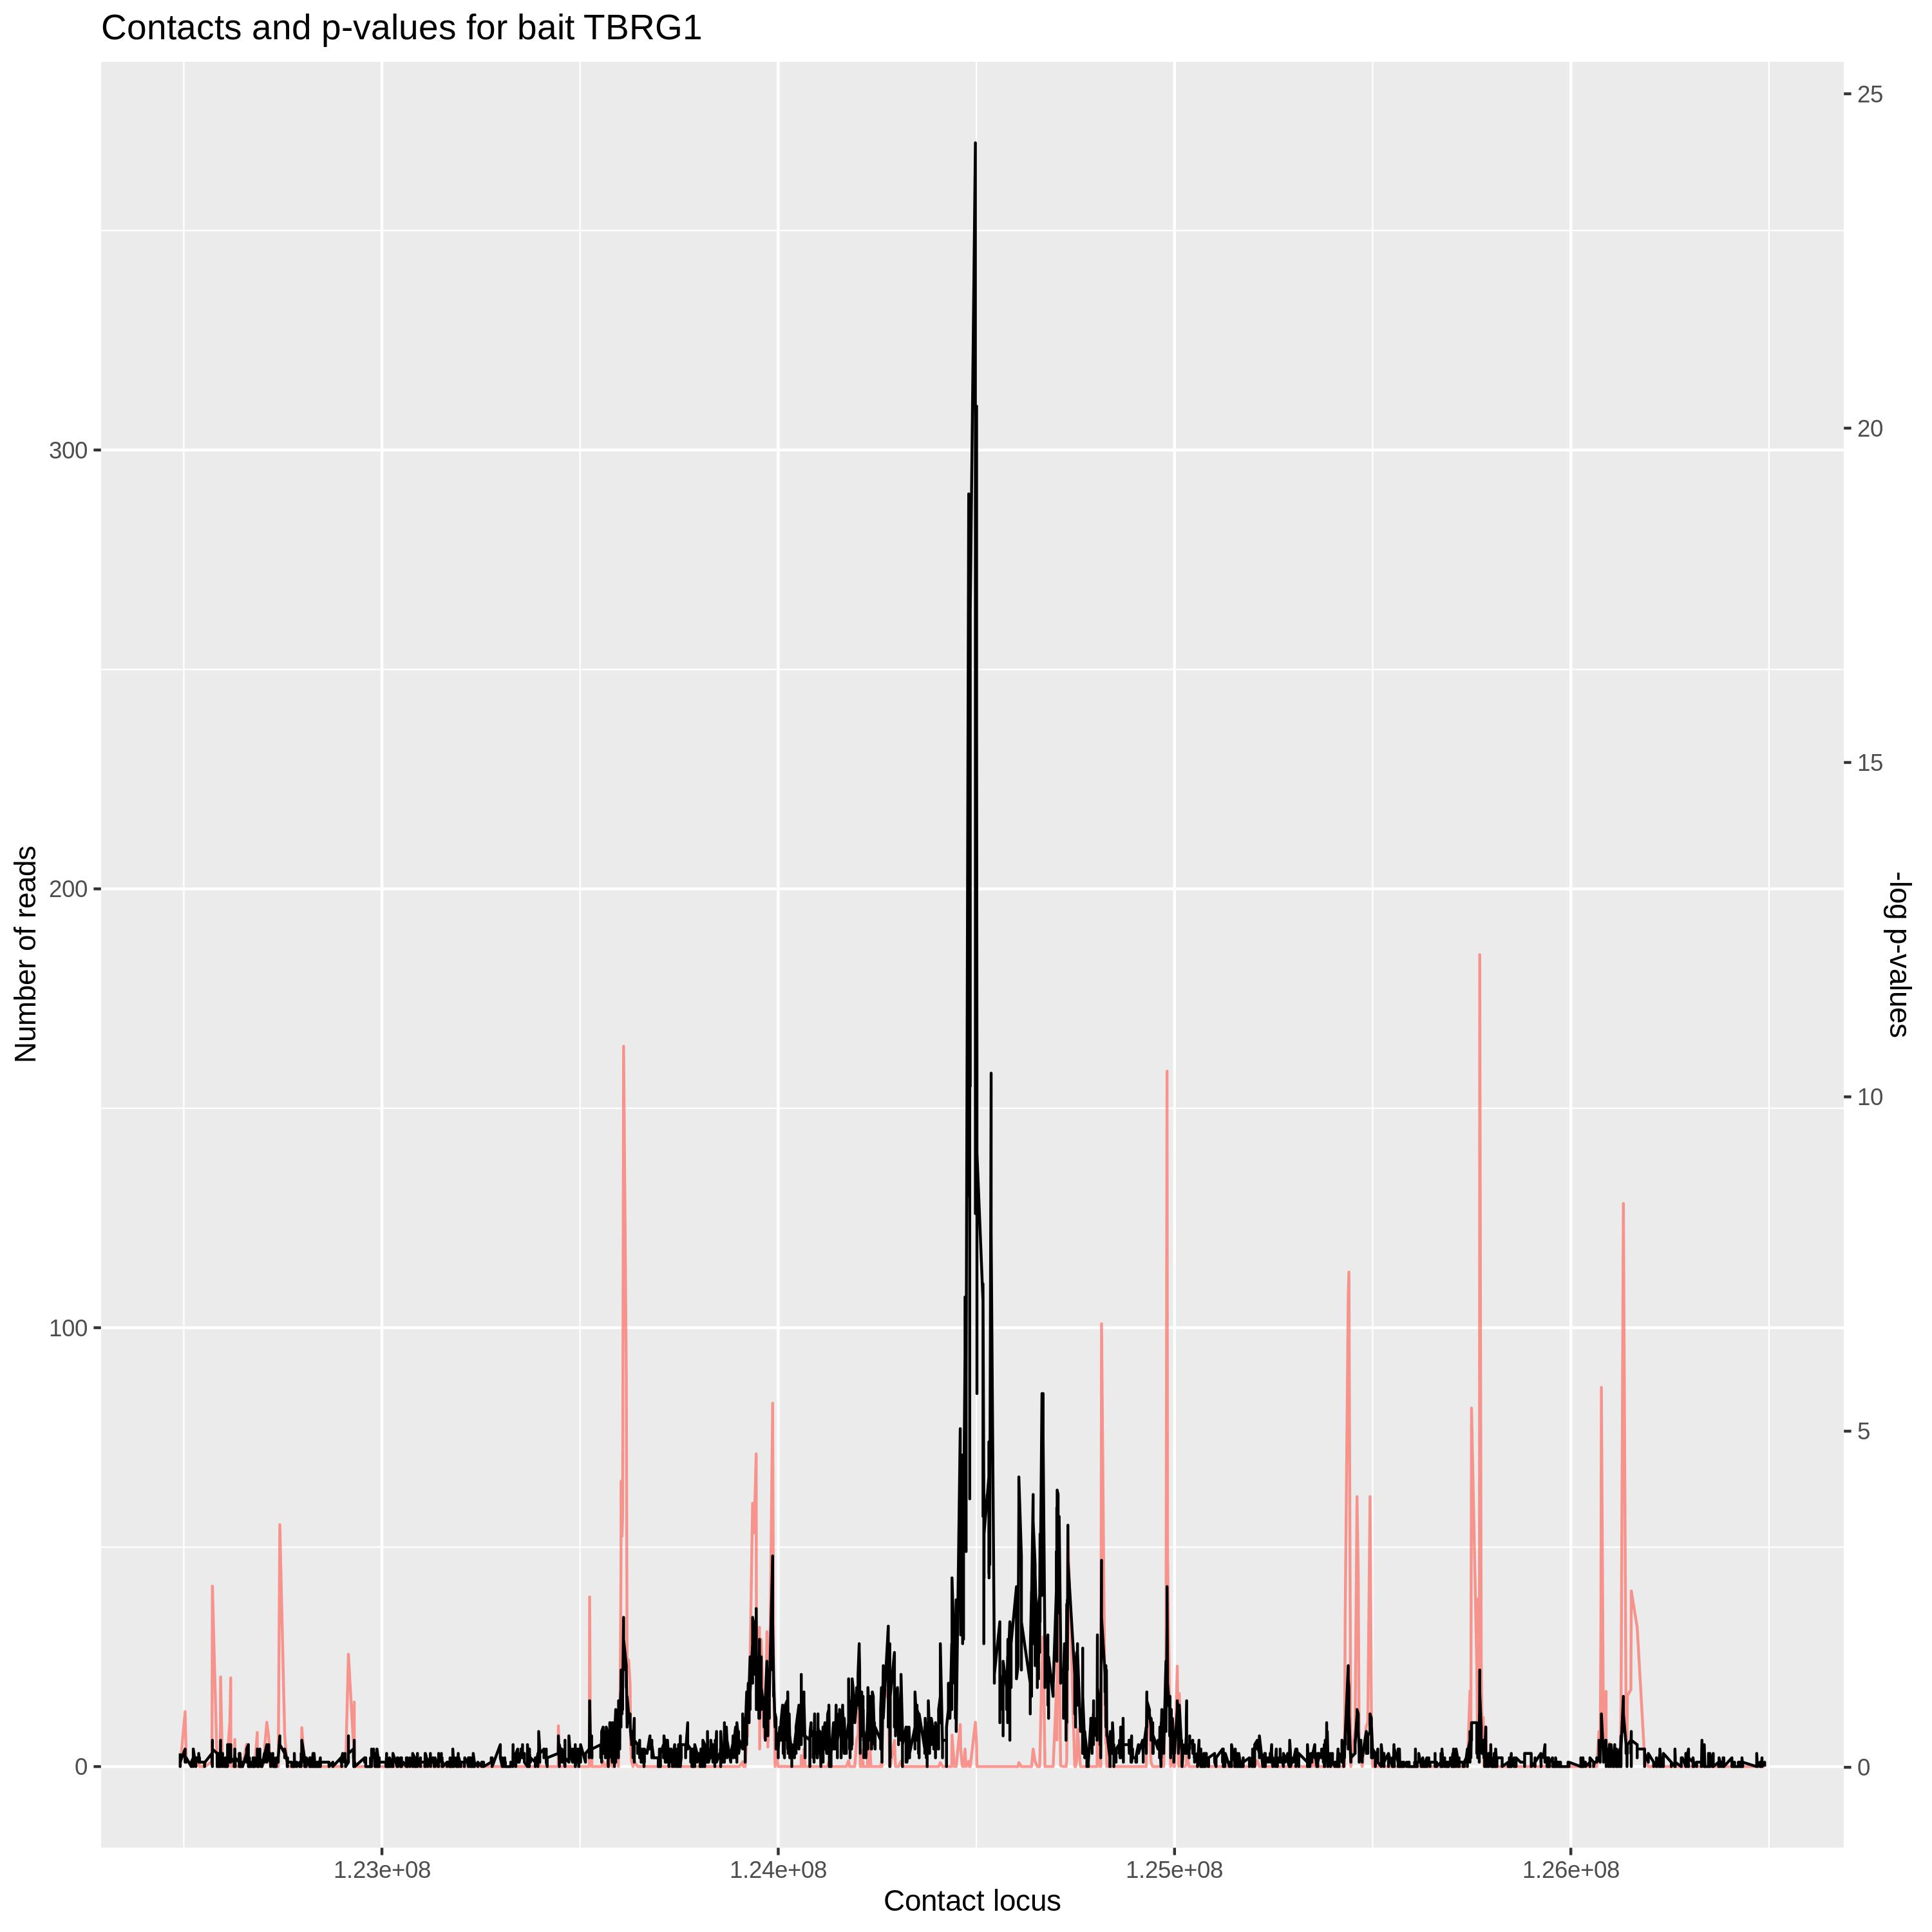 Contacts and p-values for bait TBRG1
Number of reads
300
200
100
0
25
20
15
10
5
0
-log p-values
1.23e+08
1.24e+08
1.25e+08
1.26e+08
Contact locus